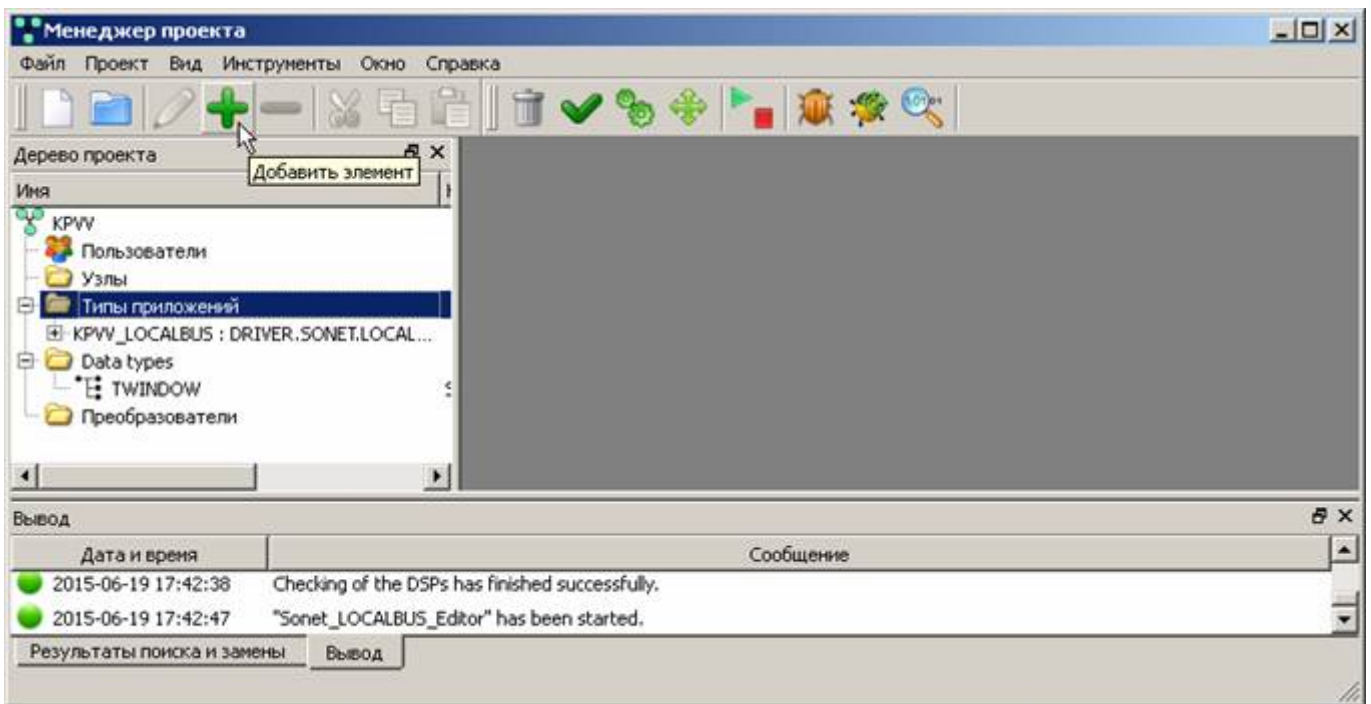 Менеджер проекта
Файл Проект Вид Инструменты Окно Справка
Дерево проекта
Добавить элемент
Имя
KPVV
Пользователи
Узлы
Типы приложений
KPVV_LOCALBUS : DRIVER.SONET.LOCAL...
Data types
TWINDOW
Преобразователи
Вывод
Дата и время Сообщение
2015-06-19 17:42:38 Checking of the DSPs has finished successfully.
2015-06-19 17:42:47 "Sonet_LOCALBUS_Editor" has been started.
Результаты поиска и замены Вывод